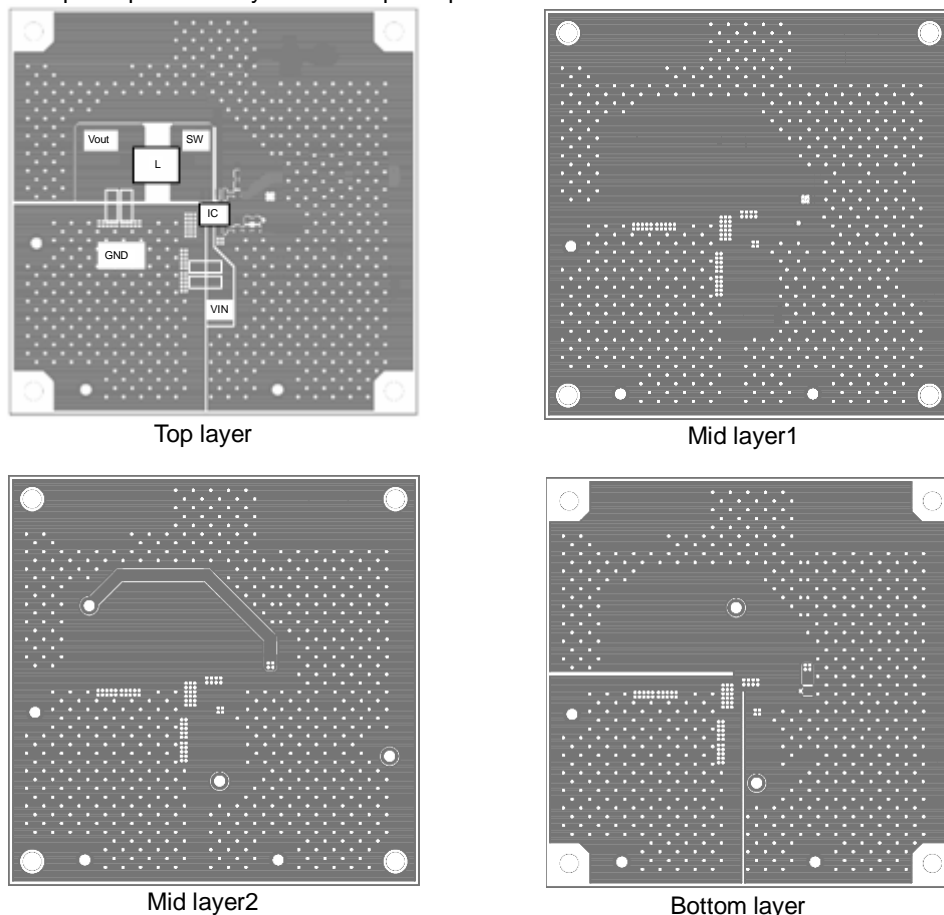 Vout
SW
L
IC
GND
VIN
Top layer
Mid layer1
Mid layer2
Bottom layer